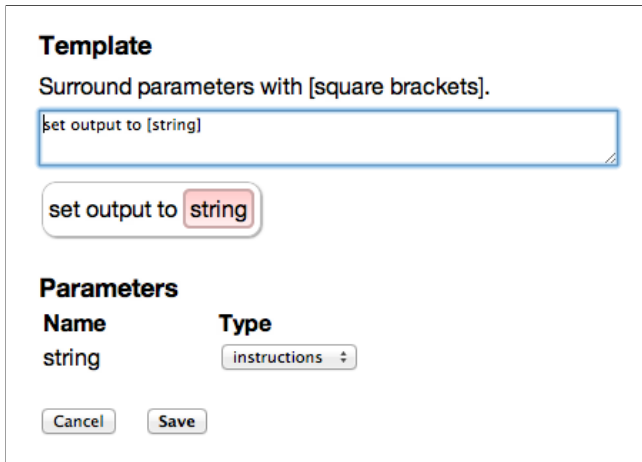 Template
Surround parameters with [square brackets].
set output to [string]
set output to string
Parameters
Name Type
string instructions
Cancel Save